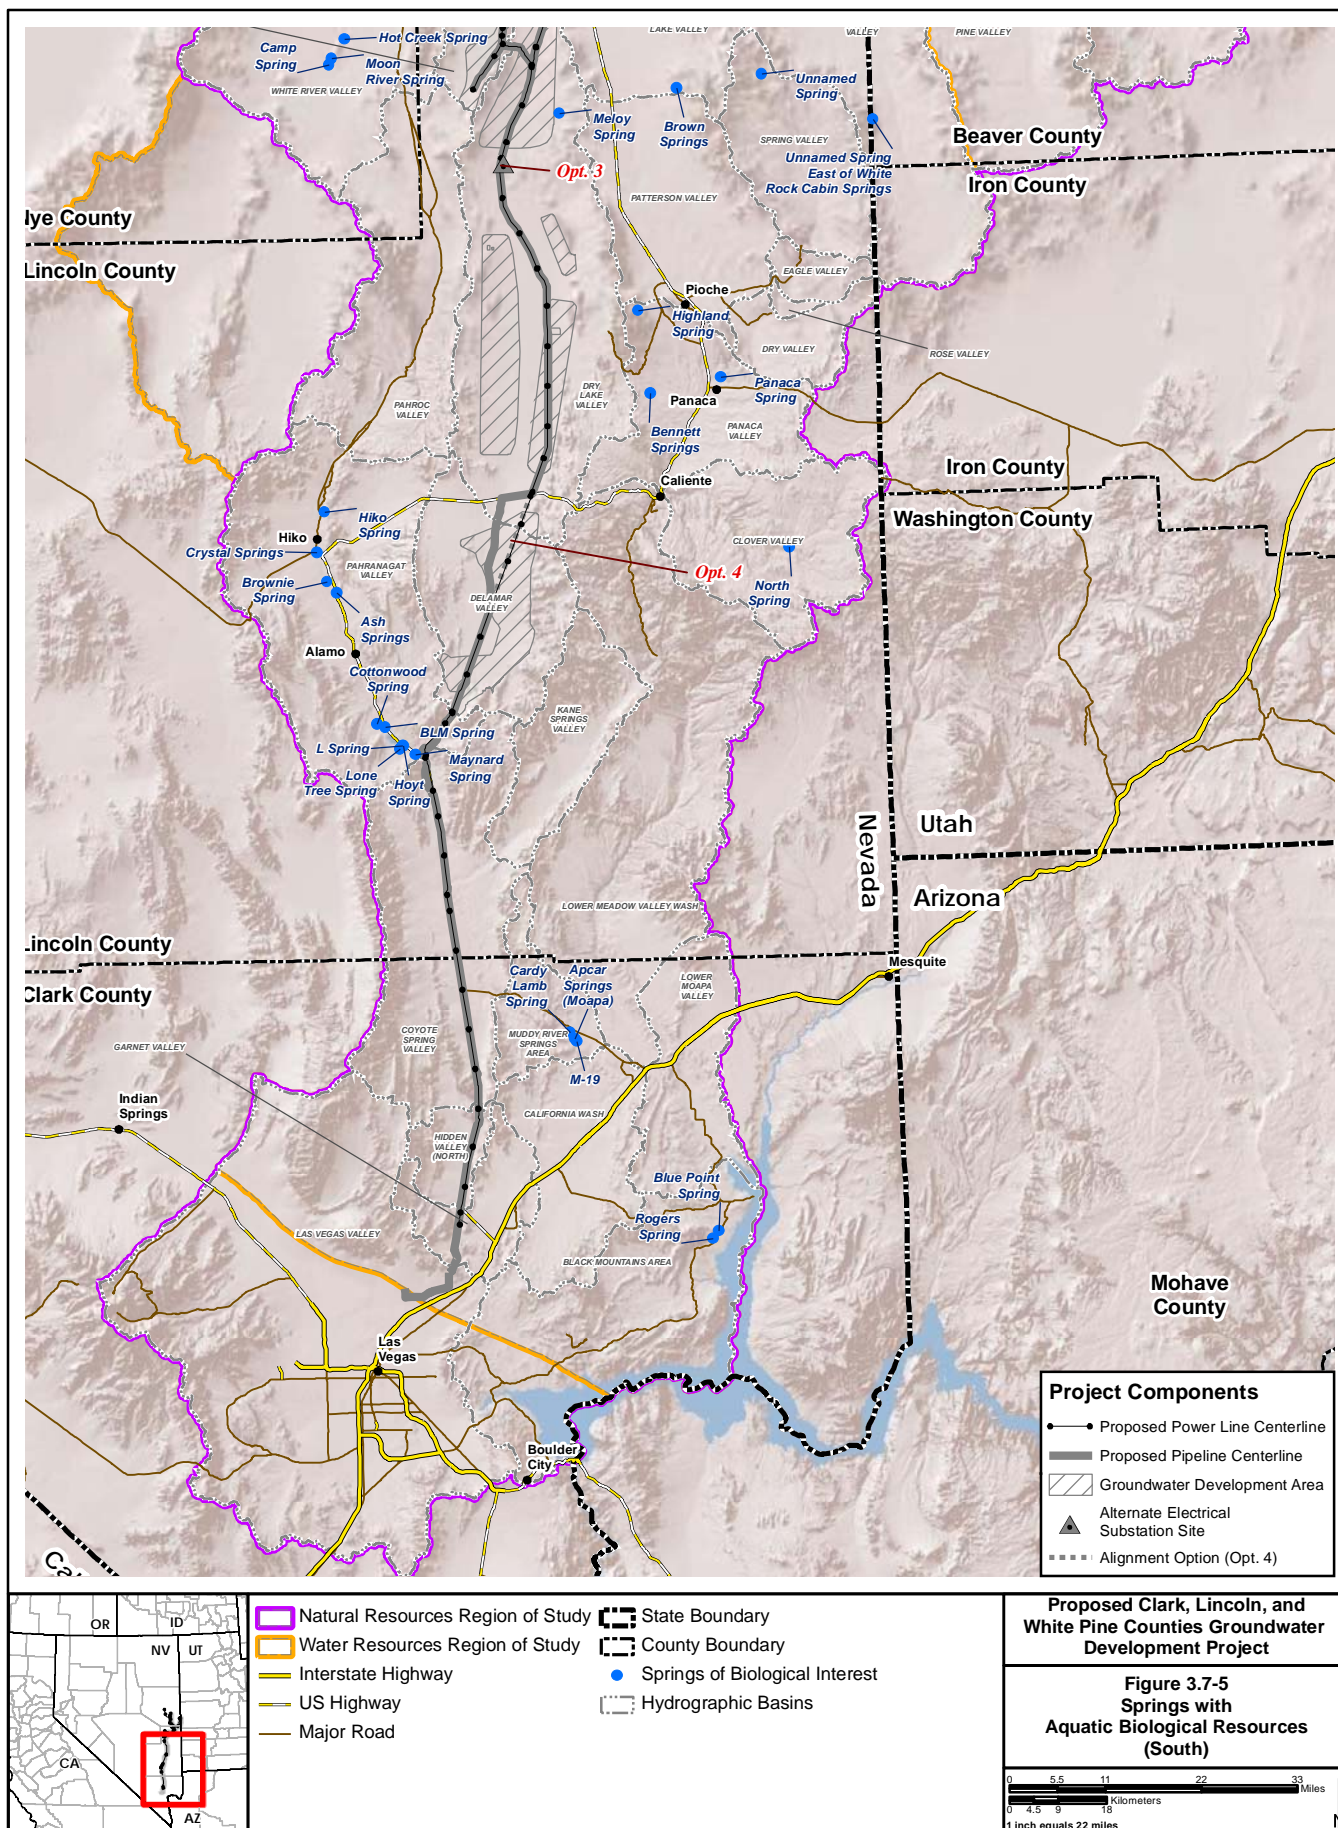 Hot Creek Spring
Camp
Spring
Moon
River Spring
WHITE RIVER VALLEY
LAKE VALLEY
VALLEY
PINE VALLEY
Unnamed
Spring
Meloy
Spring
Brown
Springs
SPRING VALLEY
Beaver County
Unnamed Spring
East of White
Rock Cabin Springs
Iron County
Opt. 3
PATTERSON VALLEY
Nye County
Lincoln County
EAGLE VALLEY
Pioche
Highland
Spring
DRY VALLEY
ROSE VALLEY
DRY
LAKE
VALLEY
Panaca
Spring
Panaca
PAHROC
VALLEY
Bennett
Springs
PANACA
VALLEY
Iron County
Caliente
Washington County
Hiko
Spring
Hiko
Crystal Springs
CLOVER VALLEY
PAHRANAGAT
VALLEY
Opt. 4
North
Spring
Brownie
Spring
DELAMAR
VALLEY
Ash
Springs
Alamo
Cottonwood
Spring
KANE
SPRINGS
VALLEY
BLM Spring
L Spring
Maynard
Spring
Lone
Tree Spring
Hoyt
Spring
Nevada
Utah
Arizona
LOWER MEADOW VALLEY WASH
Lincoln County
Clark County
Mesquite
Cardy
Lamb
Spring
Apcar
Springs
(Moapa)
LOWER
MOAPA
VALLEY
COYOTE
SPRING
VALLEY
MUDDY RIVER
SPRINGS
AREA
GARNET VALLEY
M-19
Indian
Springs
CALIFORNIA WASH
HIDDEN
VALLEY
(NORTH)
Blue Point
Spring
Rogers
Spring
LAS VEGAS VALLEY
BLACK MOUNTAINS AREA
Mohave
County
Las
Vegas
Boulder
City
Cal
Project Components
Proposed Power Line Centerline
Proposed Pipeline Centerline
Groundwater Development Area
Alternate Electrical
Substation Site
Alignment Option (Opt. 4)
OR
ID
NV
UT
CA
AZ
Natural Resources Region of Study
Water Resources Region of Study
Interstate Highway
US Highway
Major Road
State Boundary
County Boundary
Springs of Biological Interest
Hydrographic Basins
Proposed Clark, Lincoln, and
White Pine Counties Groundwater
Development Project
Figure 3.7-5
Springs with
Aquatic Biological Resources
(South)
0 5.5 11 22 33
Miles
Kilometers
0 4.5 9 18
1 inch equals 22 miles
N